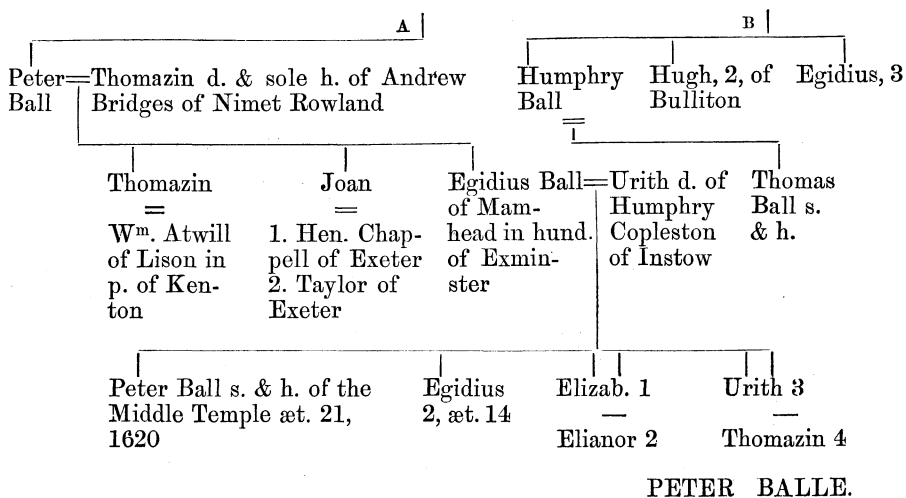 A
B
Peter=Thomazin d. & sole h. of Andrew
Ball Bridges of Nimet Rowland
Humphry
Ball
=
Hugh, 2, of
Bulliton
Egidius, 3
Thomazin
=
Wm. Atwill
of Lison in
p. of Ken-
ton
Joan
=
1. Hen. Chap-
pell of Exeter
2. Taylor of
Exeter
Egidius Ball=Urith d. of
of Mam-
head in hund.
of Exmin-
ster
Humphry
Copleston
of Instow
Thomas
Ball s.
& h.
Peter Ball s. & h. of the
Middle Temple æt. 21,
1620
Egidius
2, æt. 14
Elizab. 1
—
Elianor 2
Urith 3
—
Thomazin 4
PETER BALLE.